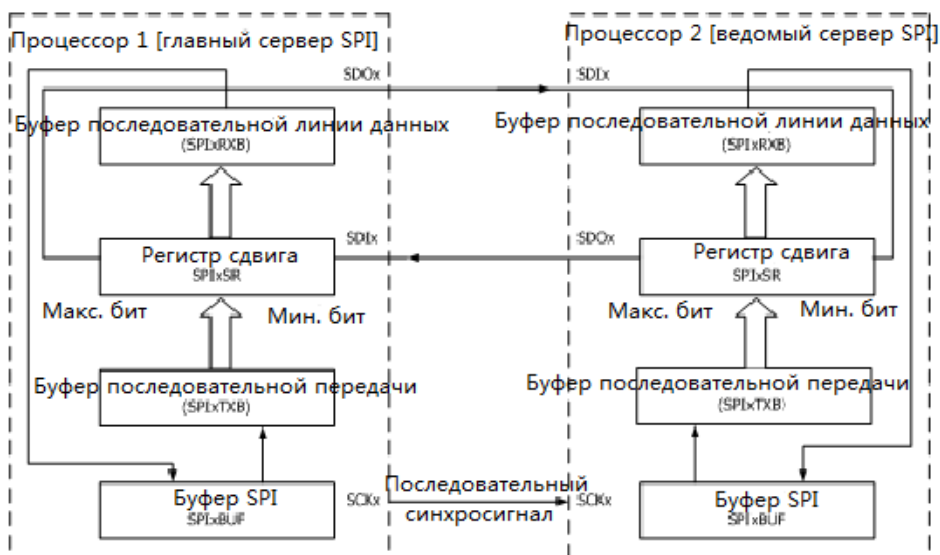 Процессор 1 [главный сервер SPI]
SDOx
Буфер последовательной линии данных
(SPIxRXB)
SDIx
Регистр сдвига
SPIxSR
Макс. бит
Мин. бит
Буфер последовательной передачи
(SPIxTXB)
Буфер SPI
SPIxBUF
SCKx
Последовательный
синхросигнал
Процессор 2 [ведомый сервер SPI]
SDIx
Буфер последовательной линии данных
(SPIxRXB)
SDOx
Регистр сдвига
SPIxSR
Макс. бит
Мин. бит
Буфер последовательной передачи
(SPIxTXB)
SCKx
Буфер SPI
SPIxBUF